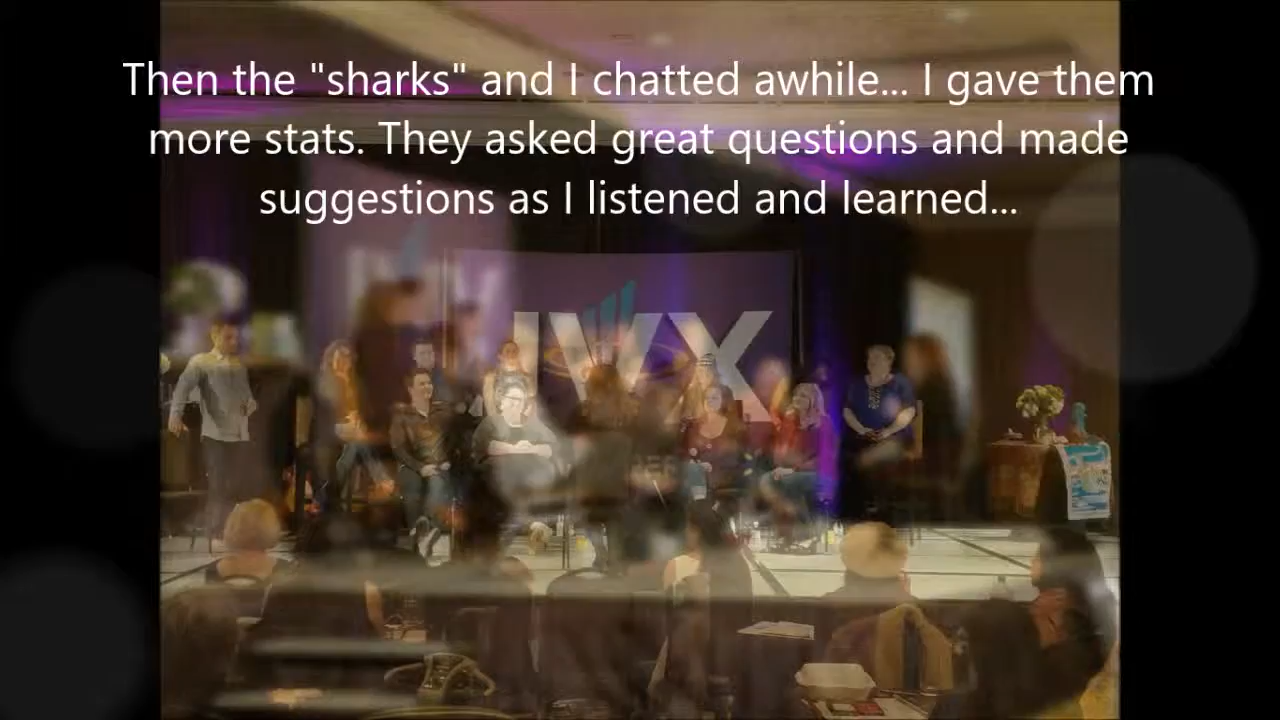 Then the "sharks" and I chatted awhile... I gave them
more stats. They asked great questions and made
suggestions as I listened and learned...